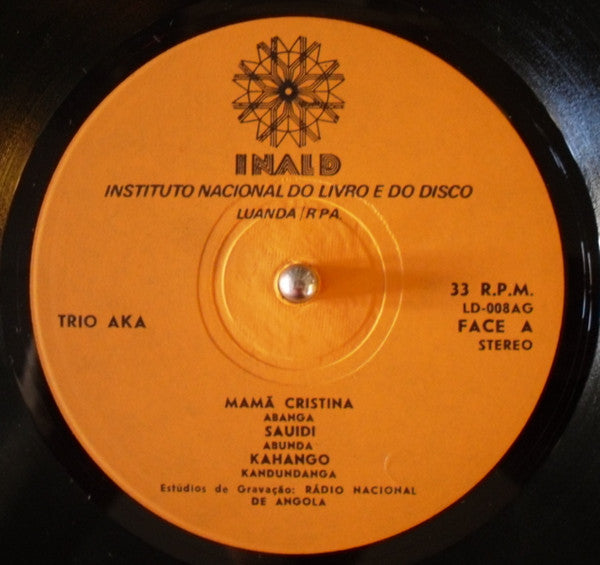 INALD
INSTITUTO NACIONAL DO LIVRO E DO DISCO
LUANDA/RPA.
TRIO AKA
33 R.P.M.
LD-008AG
FACE A
STEREO
MAMÃ CRISTINA
ABANGA
SAUIDI
ABUNDA
KAHANGO
KANDUNDANGA
Estúdios de Gravação: RÁDIO NACIONAL
DE ANGOLA